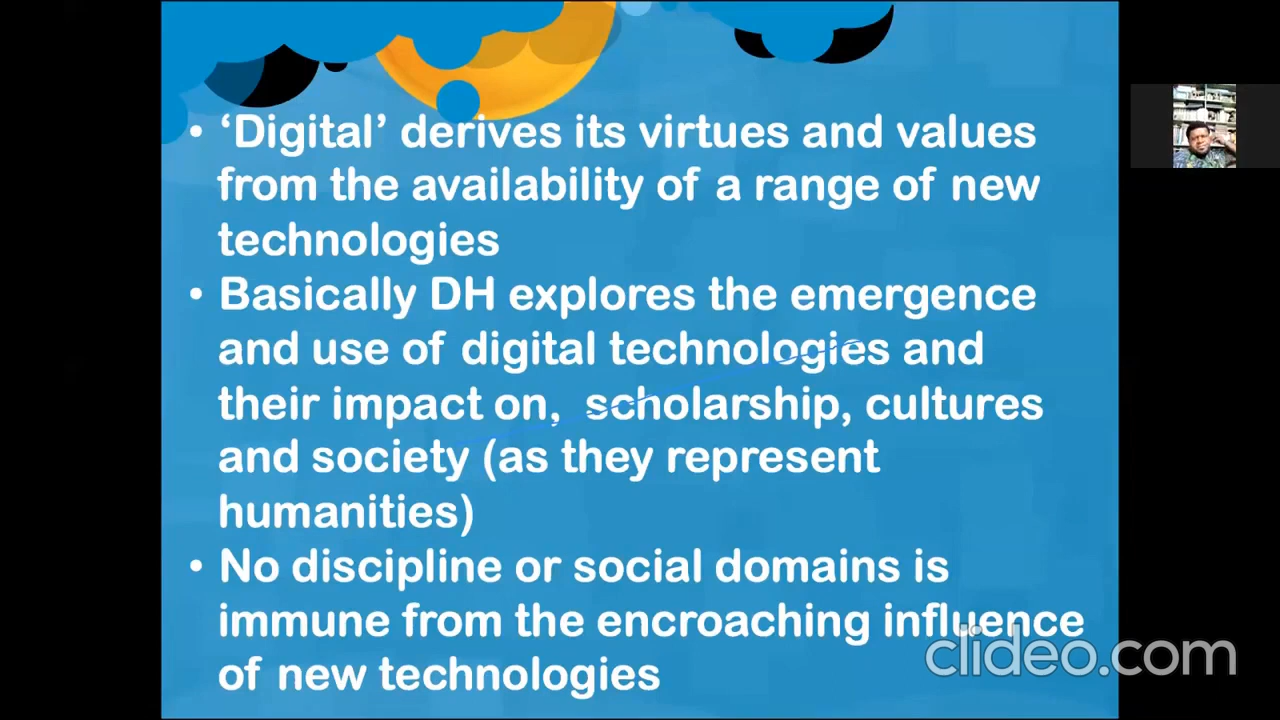 • ‘Digital’ derives its virtues and values
from the availability of a range of new
technologies
• Basically DH explores the emergence
and use of digital technologies and
their impact on, scholarship, cultures
and society (as they represent
humanities)
• No discipline or social domains is
immune from the encroaching influence
of new technologies
clideo.com